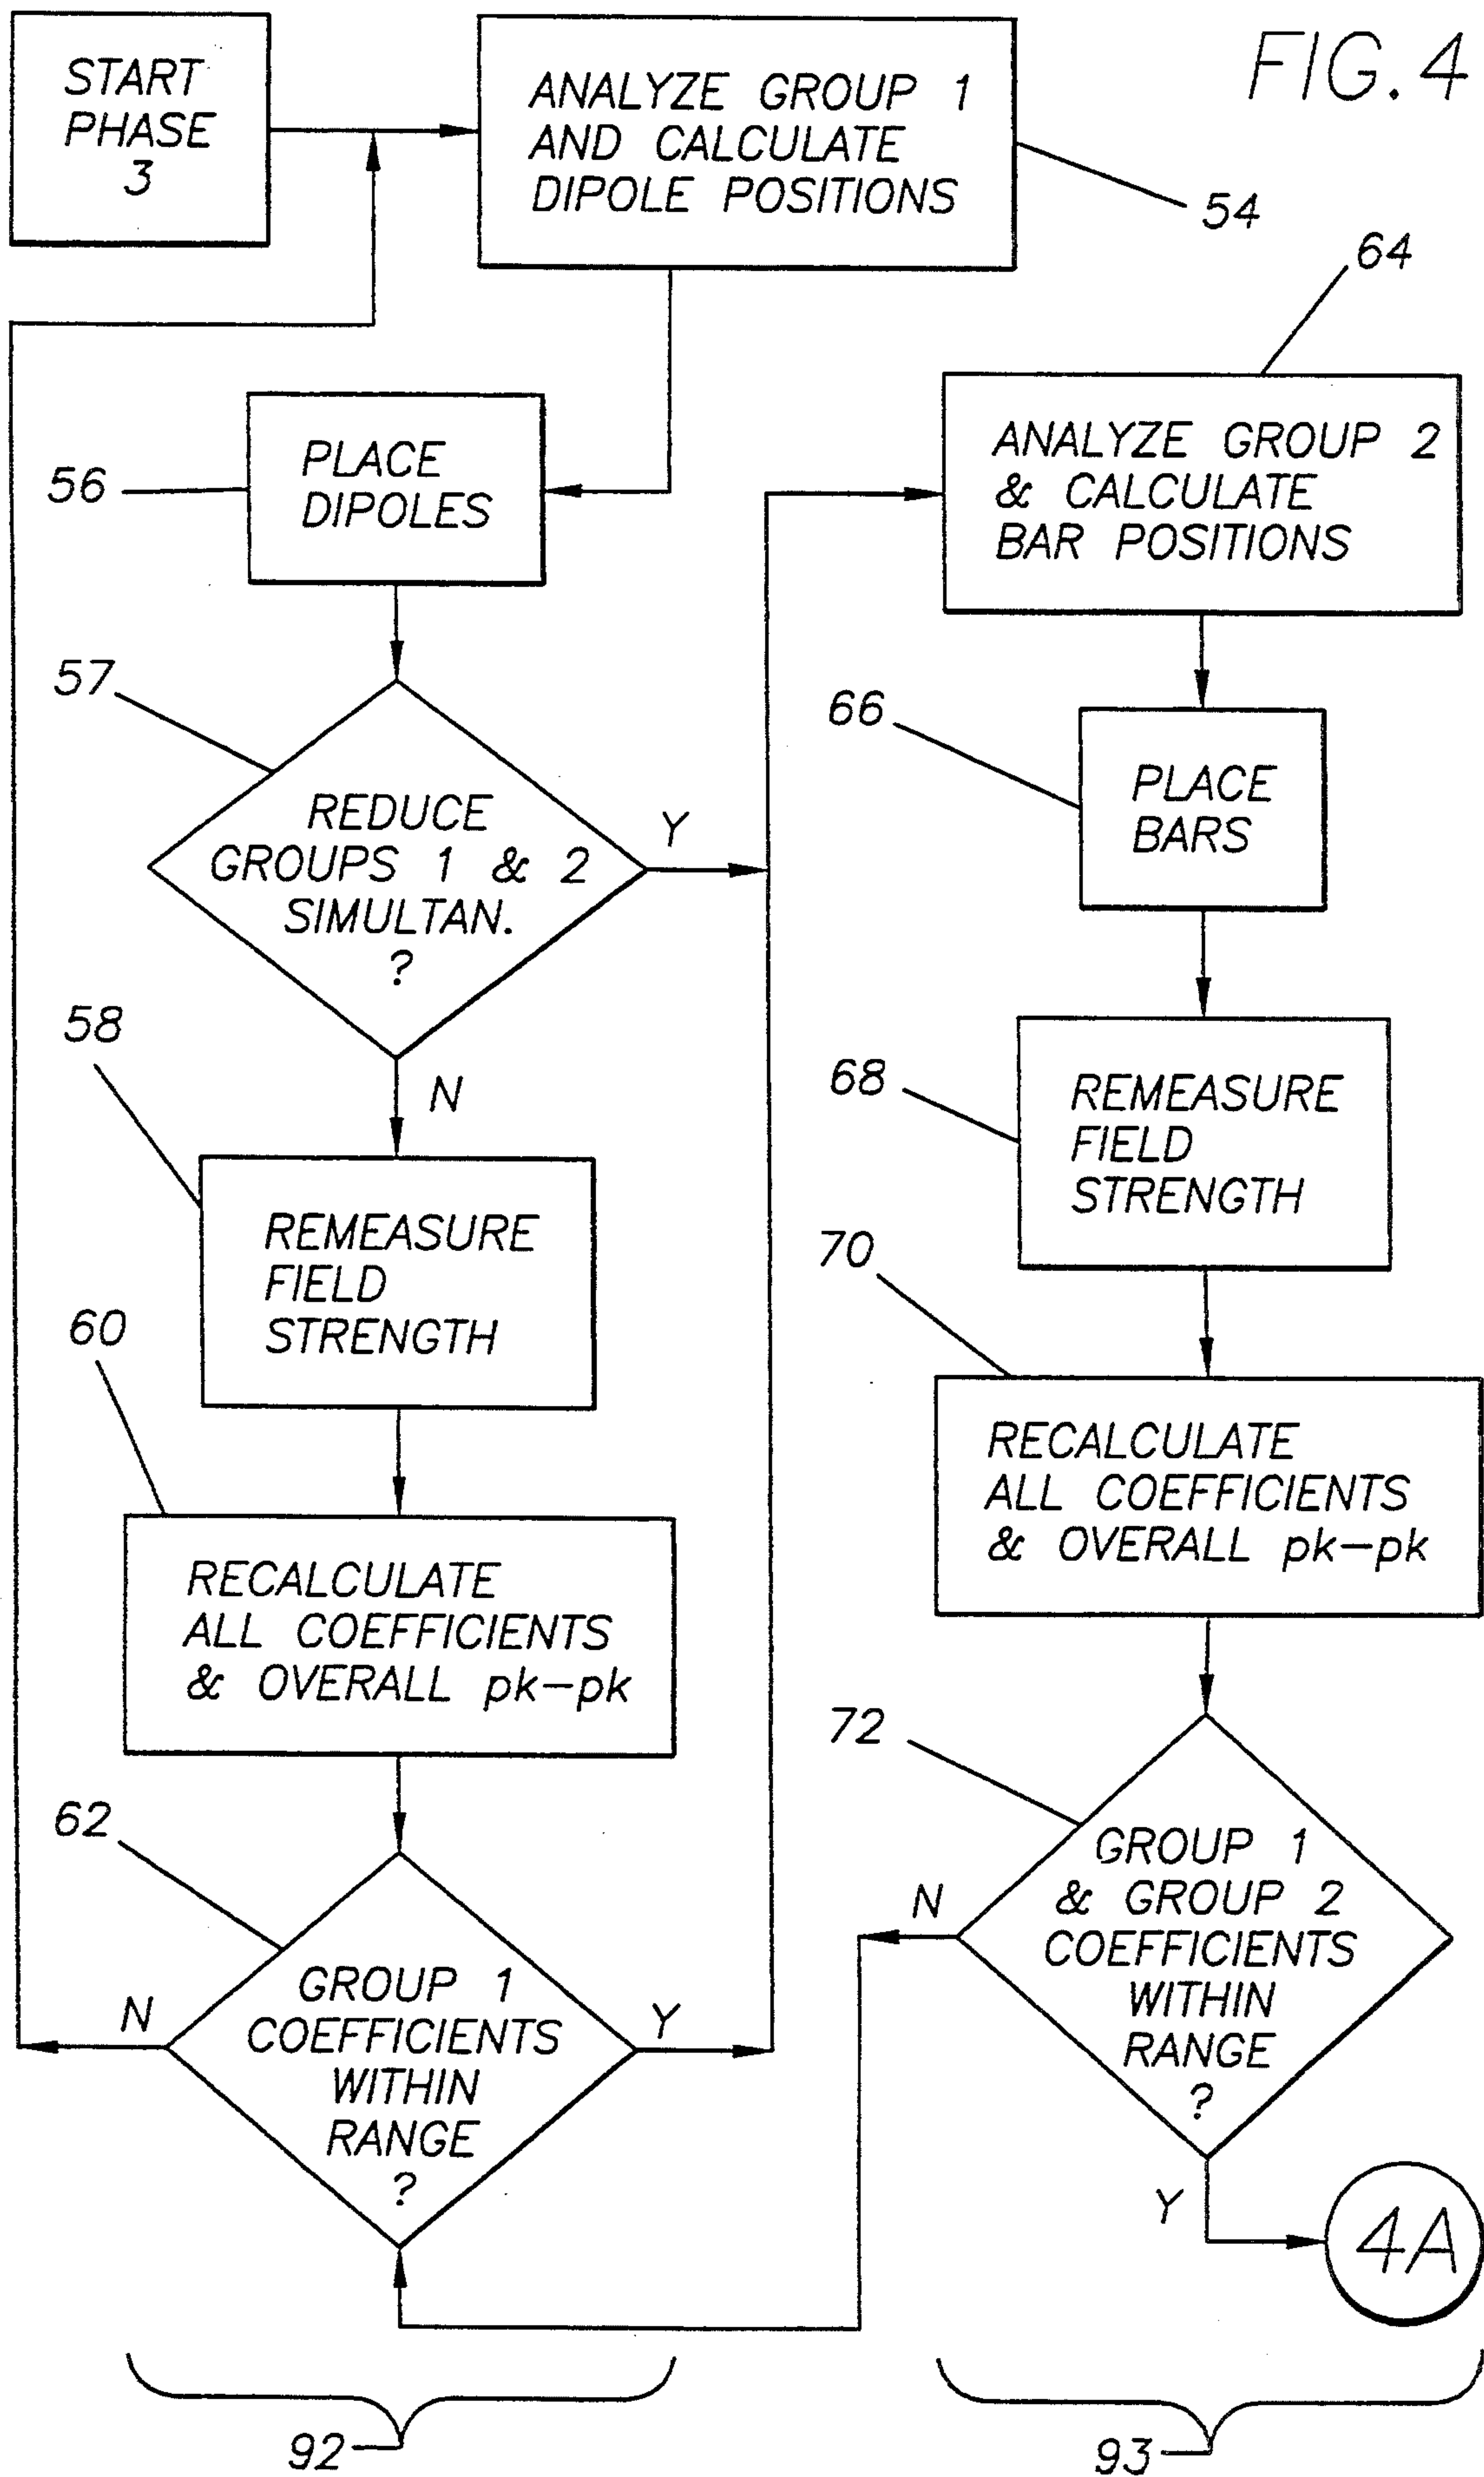 FIG. 4
START
PHASE
3
ANALYZE GROUP 1
AND CALCULATE
DIPOLE POSITIONS
54
56
PLACE
DIPOLES
57
REDUCE
GROUPS 1 & 2
SIMULTAN.
?
Y
N
58
REMEASURE
FIELD
STRENGTH
60
RECALCULATE
ALL COEFFICIENTS
& OVERALL pk-pk
62
GROUP 1
COEFFICIENTS
WITHIN
RANGE
?
N
Y
92
64
ANALYZE GROUP 2
& CALCULATE
BAR POSITIONS
66
PLACE
BARS
68
REMEASURE
FIELD
STRENGTH
70
RECALCULATE
ALL COEFFICIENTS
& OVERALL pk-pk
72
GROUP 1
& GROUP 2
COEFFICIENTS
WITHIN
RANGE
?
N
Y
4A
93